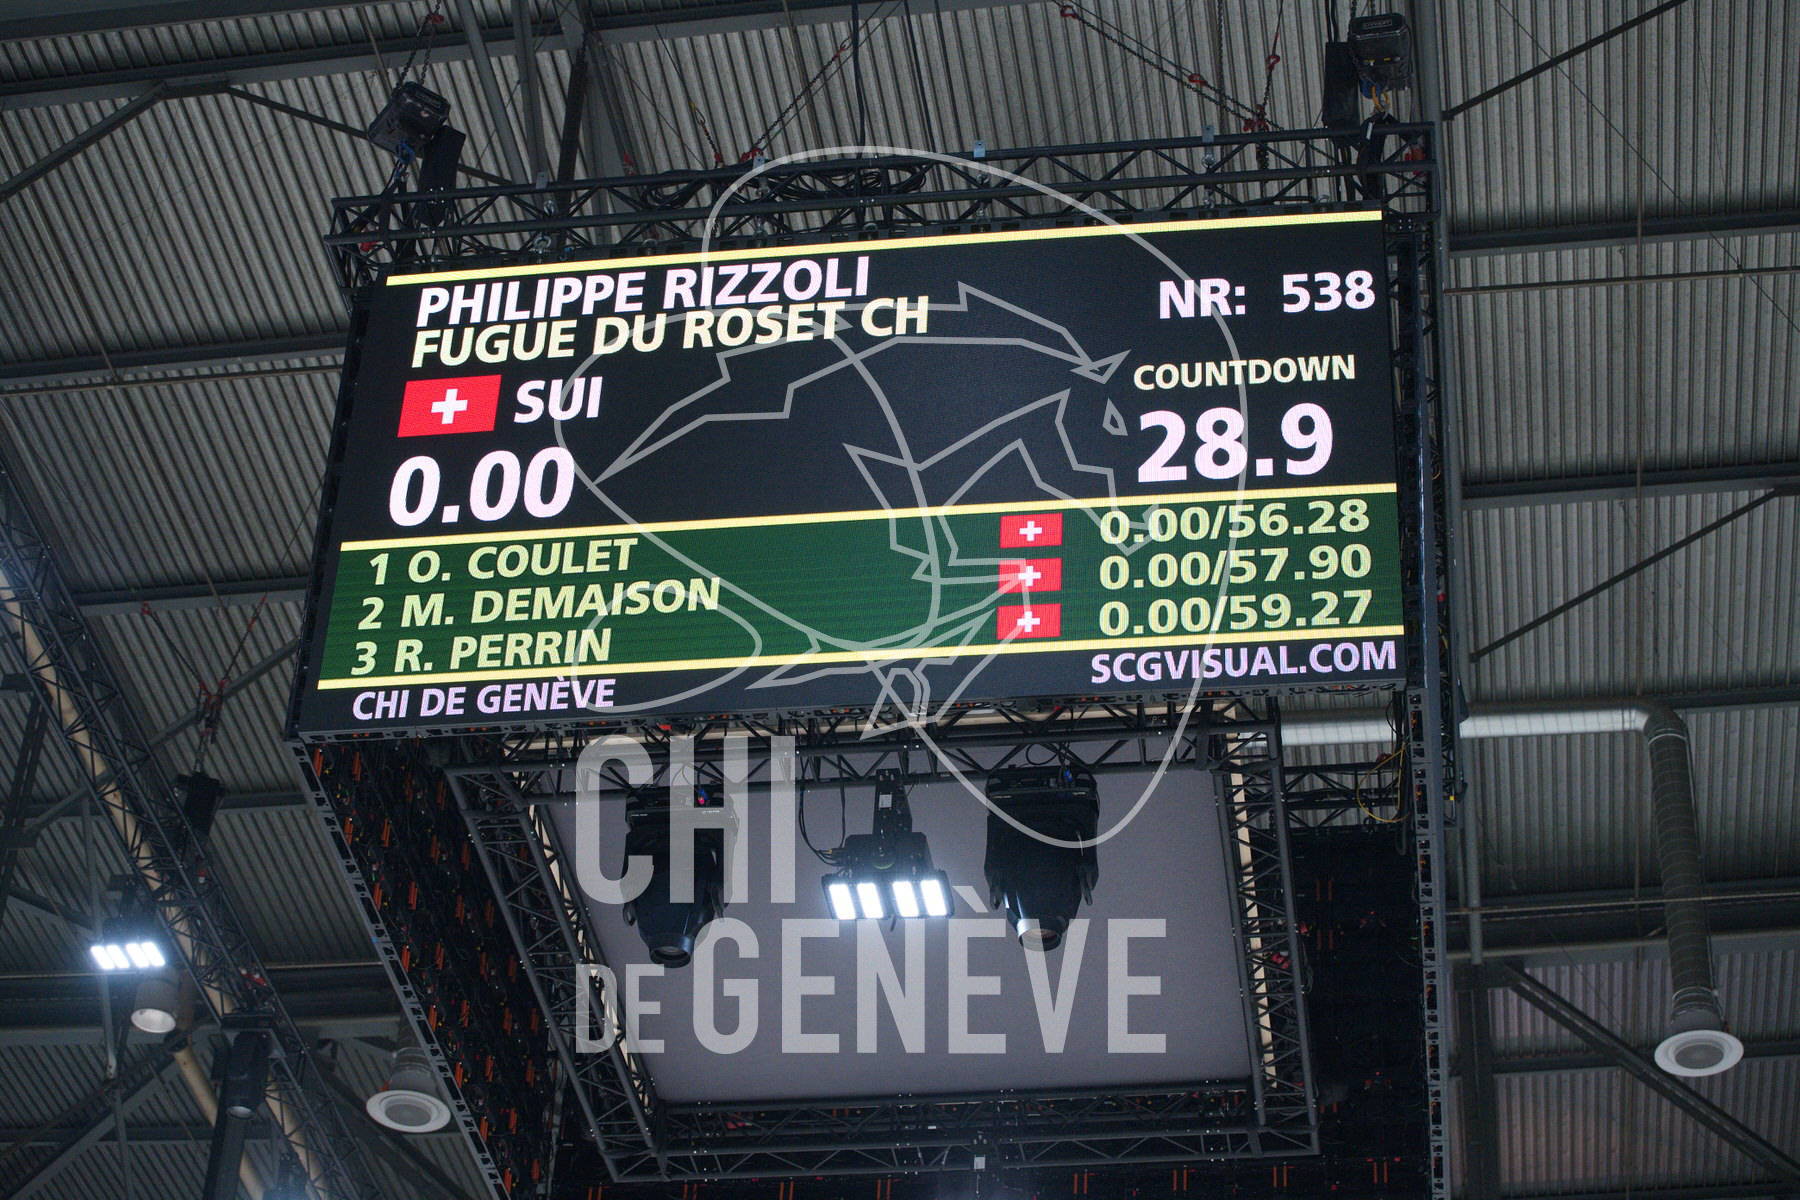 PHILIPPE RIZZOLI
NR: 538
FUGUE DU ROSET CH
SUI
COUNTDOWN
0.00
28.9
1 O. COULET 0.00/56.28
2 M. DEMAISON 0.00/57.90
3 R. PERRIN 0.00/59.27
CHI DE GENÈVE
SCGVISUAL.COM
CHI
DE GENÈVE